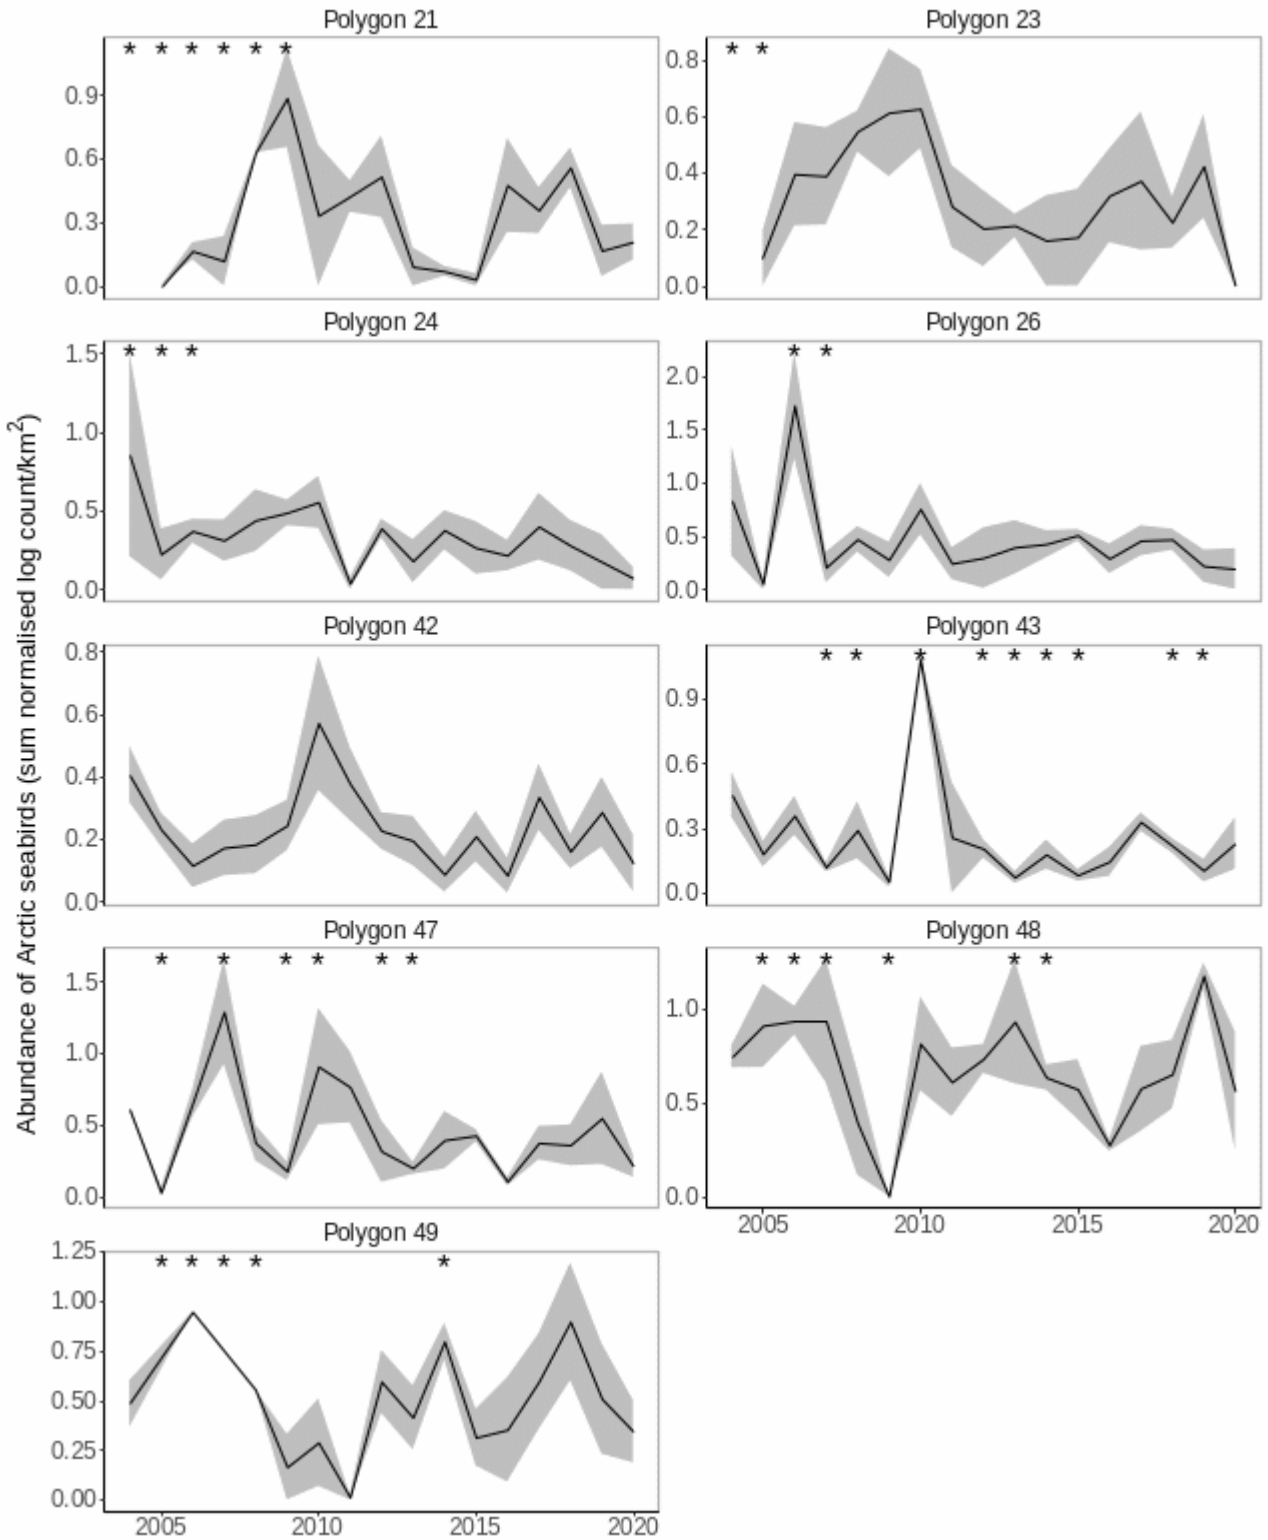 Abundance of Arctic seabirds (sum normalised log count/km²)
Polygon 21
* * * * * *
0.9
0.6
0.3
0.0
Polygon 23
* *
0.8
0.6
0.4
0.2
0.0
Polygon 24
* * *
1.5
1.0
0.5
0.0
Polygon 26
* *
2.0
1.5
1.0
0.5
0.0
Polygon 42
0.8
0.6
0.4
0.2
0.0
Polygon 43
* * * * * * * * *
0.9
0.6
0.3
0.0
Polygon 47
* * * * * *
1.5
1.0
0.5
0.0
Polygon 48
* * * * * *
1.0
0.5
0.0
2005 2010 2015 2020
Polygon 49
* * * * *
1.25
1.00
0.75
0.50
0.25
0.00
2005 2010 2015 2020